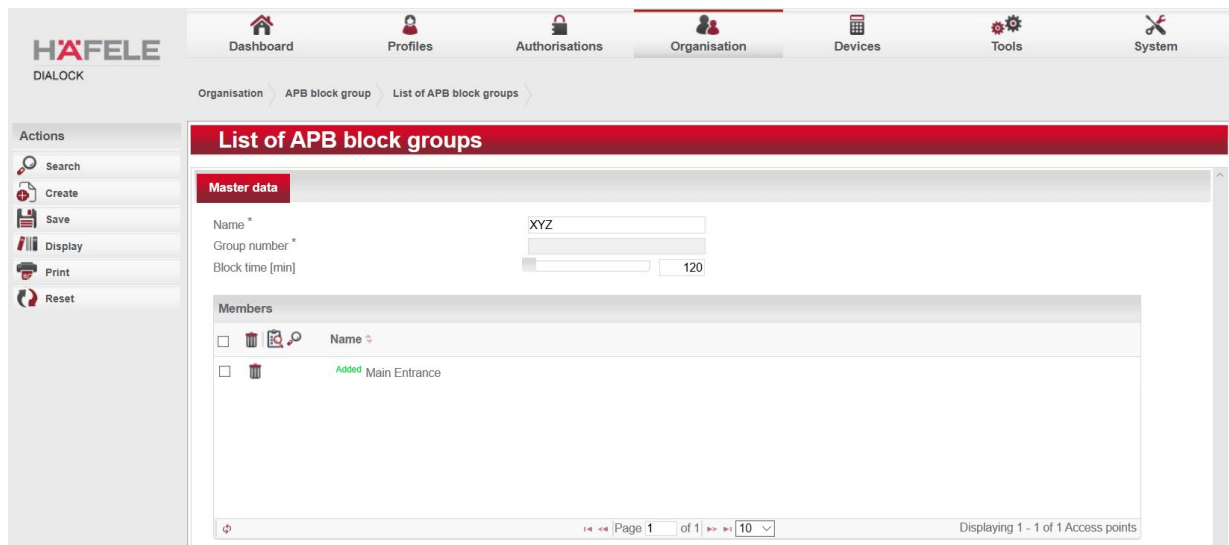 HÄFELE
DIALOCK
Dashboard Profiles Authorisations Organisation Devices Tools System
Organisation APB block group List of APB block groups
Actions
Search
Create
Save
Display
Print
Reset
List of APB block groups
Master data
Name * XYZ
Group number *
Block time [min] 120
Members
Name
Added Main Entrance
Page 1 of 1 10 Displaying 1 - 1 of 1 Access points